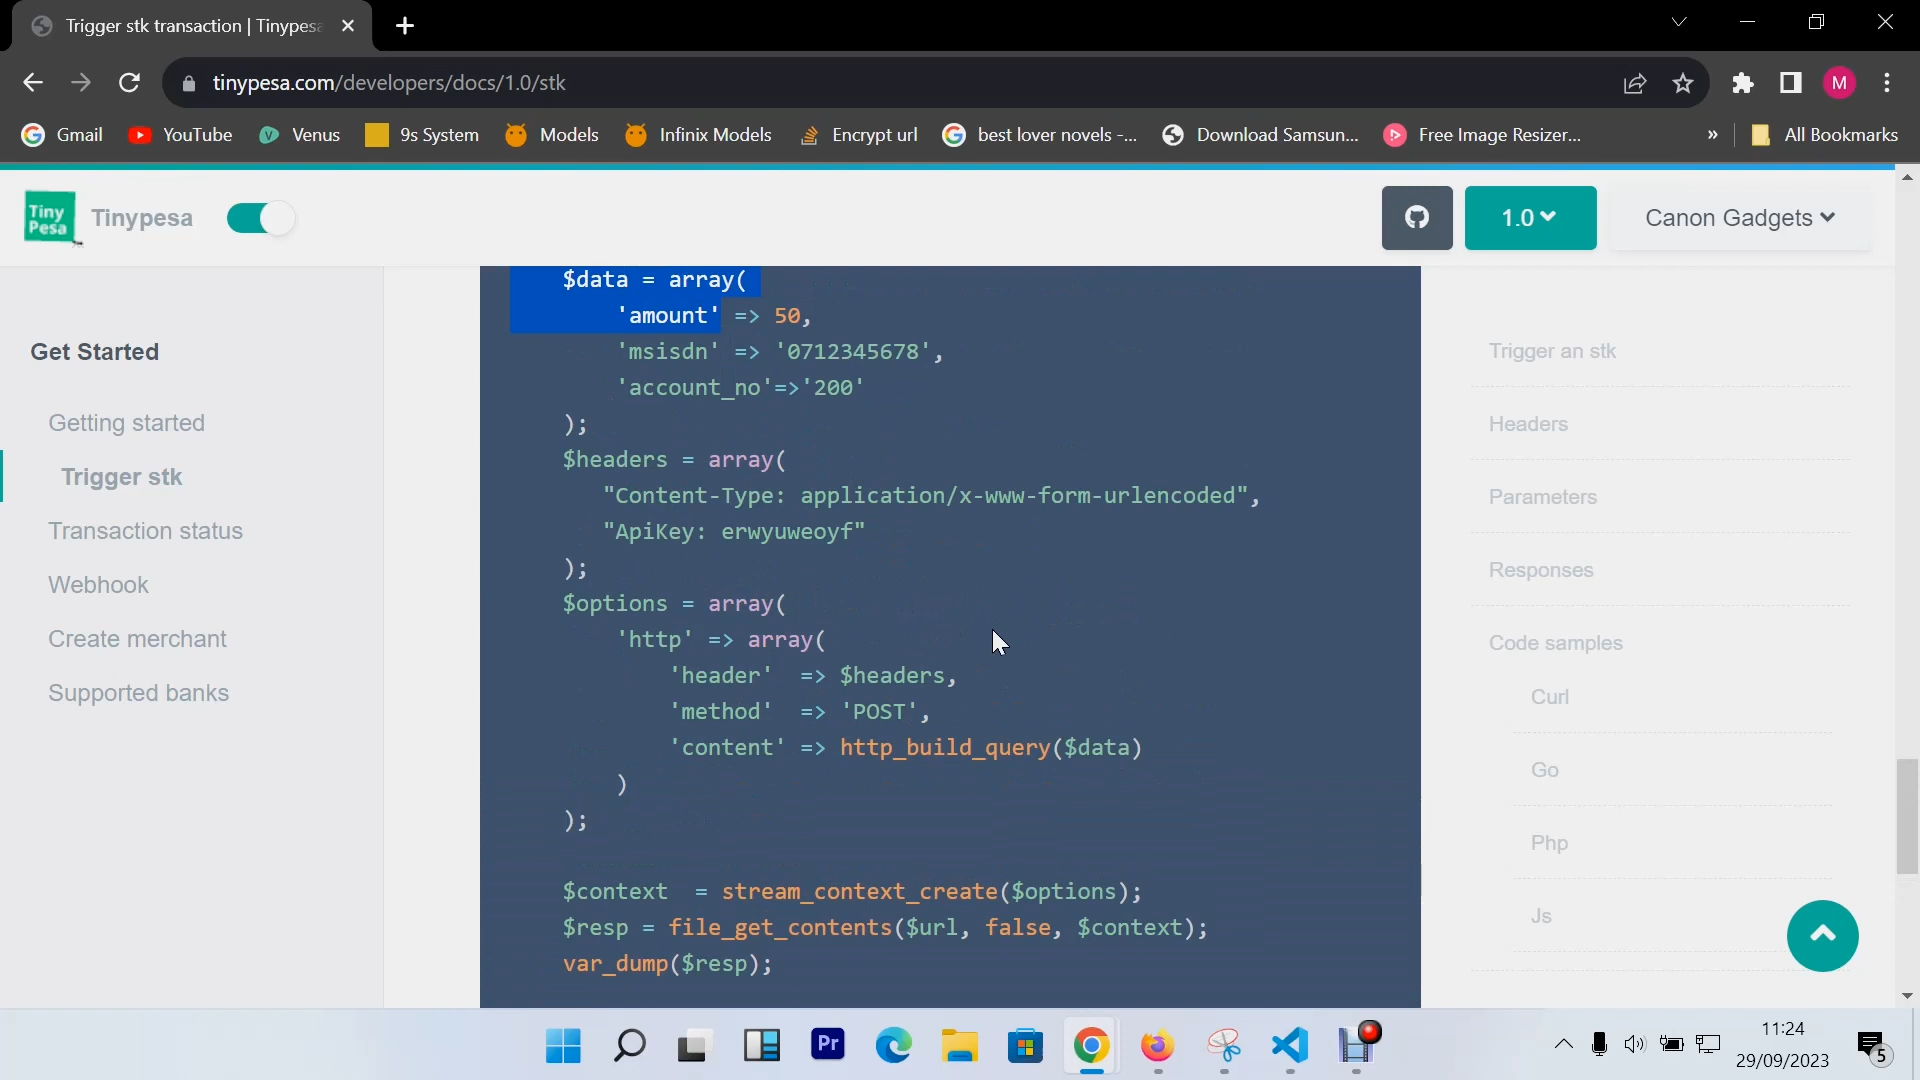 Trigger stk transaction | Tinypesa
tinypesa.com/developers/docs/1.0/stk
M
Gmail YouTube Venus 9s System Models Infinix Models Encrypt url best lover novels -... Download Samsun... Free Image Resizer... » All Bookmarks
Tiny Pesa Tinypesa 1.0 Canon Gadgets
Get Started
Getting started
Trigger stk
Transaction status
Webhook
Create merchant
Supported banks
$data = array(
'amount' => 50,
'msisdn' => '0712345678',
'account_no'=>'200'
);
$headers = array(
"Content-Type: application/x-www-form-urlencoded",
"ApiKey: erwyuweoyf"
);
$options = array(
'http' => array(
'header' => $headers,
'method' => 'POST',
'content' => http_build_query($data)
)
);
$context = stream_context_create($options);
$resp = file_get_contents($url, false, $context);
var_dump($resp);
Trigger an stk
Headers
Parameters
Responses
Code samples
Curl
Go
Php
Js
Pr
11:24
29/09/2023
5